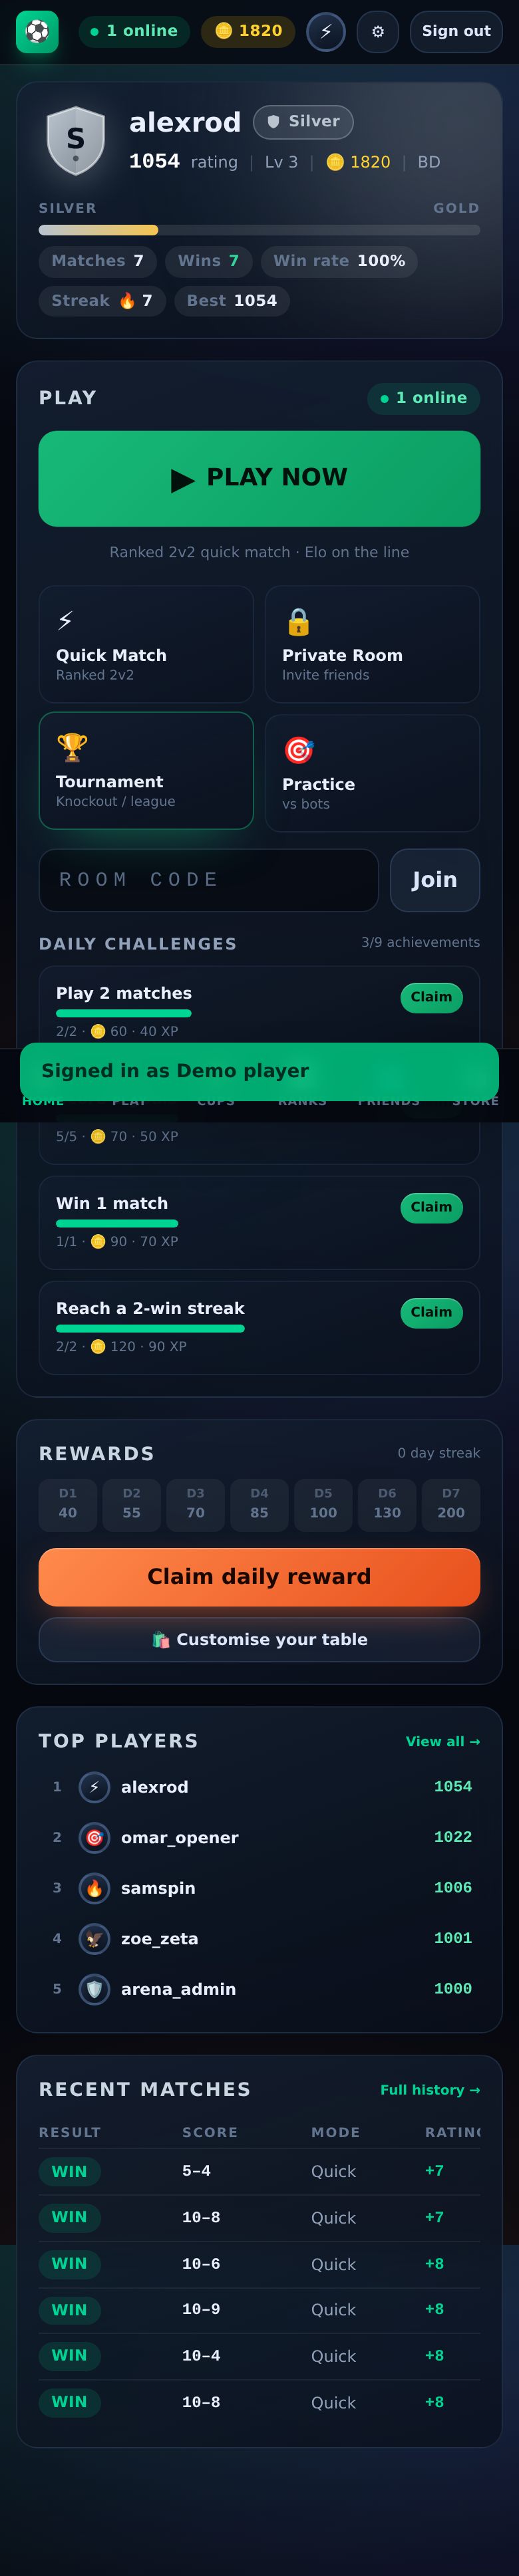 1 online
1820
Sign out
S
alexrod Silver
1054 rating | Lv 3 | 1820 | BD
SILVER GOLD
Matches 7 Wins 7 Win rate 100%
Streak 🔥 7 Best 1054
PLAY 1 online
▶ PLAY NOW
Ranked 2v2 quick match · Elo on the line
Quick Match
Ranked 2v2
Private Room
Invite friends
Tournament
Knockout / league
Practice
vs bots
ROOM CODE Join
DAILY CHALLENGES 3/9 achievements
Play 2 matches Claim
2/2 · 60 · 40 XP
Signed in as Demo player
HOME PLAY CUPS RANKS FRIENDS STORE
5/5 · 70 · 50 XP
Win 1 match Claim
1/1 · 90 · 70 XP
Reach a 2-win streak Claim
2/2 · 120 · 90 XP
REWARDS 0 day streak
D1 D2 D3 D4 D5 D6 D7
40 55 70 85 100 130 200
Claim daily reward
Customise your table
TOP PLAYERS View all →
1 alexrod 1054
2 omar_opener 1022
3 samspin 1006
4 zoe_zeta 1001
5 arena_admin 1000
RECENT MATCHES Full history →
RESULT SCORE MODE RATING
WIN 5–4 Quick +7
WIN 10–8 Quick +7
WIN 10–6 Quick +8
WIN 10–9 Quick +8
WIN 10–4 Quick +8
WIN 10–8 Quick +8